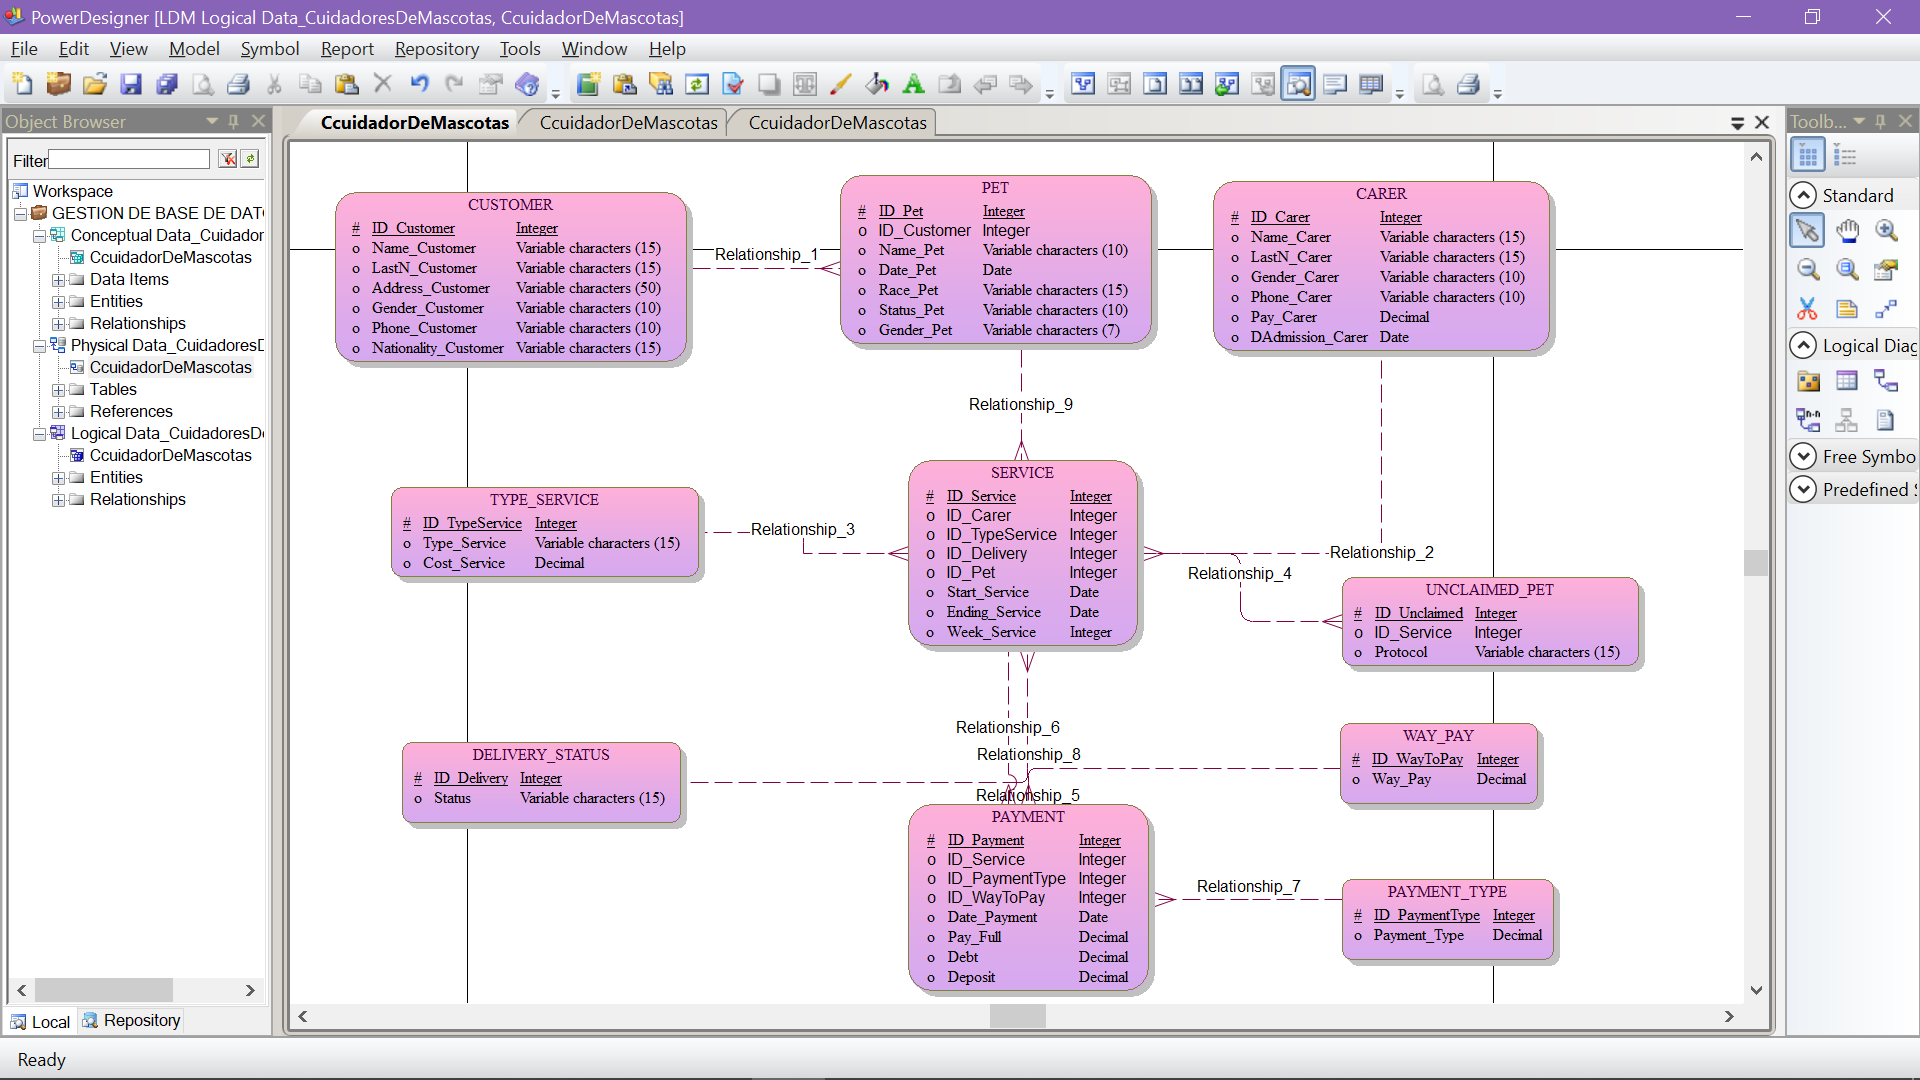 PowerDesigner [LDM Logical Data_CuidadoresDeMascotas, CcuidadorDeMascotas]
File Edit View Model Symbol Report Repository Tools Window Help
Object Browser
Filter
Workspace
GESTION DE BASE DE DAT
Conceptual Data_Cuidador
CcuidadorDeMascotas
Data Items
Entities
Relationships
Physical Data_CuidadoresD
CcuidadorDeMascotas
Tables
References
Logical Data_CuidadoresD
CcuidadorDeMascotas
Entities
Relationships
Local Repository
Ready
CcuidadorDeMascotas CcuidadorDeMascotas CcuidadorDeMascotas
CUSTOMER
# ID_Customer Integer
o Name_Customer Variable characters (15)
o LastN_Customer Variable characters (15)
o Address_Customer Variable characters (50)
o Gender_Customer Variable characters (10)
o Phone_Customer Variable characters (10)
o Nationality_Customer Variable characters (15)
Relationship_1
PET
# ID_Pet Integer
o ID_Customer Integer
o Name_Pet Variable characters (10)
o Date_Pet Date
o Race_Pet Variable characters (15)
o Status_Pet Variable characters (10)
o Gender_Pet Variable characters (7)
CARER
# ID_Carer Integer
o Name_Carer Variable characters (15)
o LastN_Carer Variable characters (15)
o Gender_Carer Variable characters (10)
o Phone_Carer Variable characters (10)
o Pay_Carer Decimal
o DAdmission_Carer Date
Relationship_9
TYPE_SERVICE
# ID_TypeService Integer
o Type_Service Variable characters (15)
o Cost_Service Decimal
Relationship_3
SERVICE
# ID_Service Integer
o ID_Carer Integer
o ID_TypeService Integer
o ID_Delivery Integer
o ID_Pet Integer
o Start_Service Date
o Ending_Service Date
o Week_Service Integer
Relationship_2
Relationship_4
UNCLAIMED_PET
# ID_Unclaimed Integer
o ID_Service Integer
o Protocol Variable characters (15)
Relationship_6
Relationship_8
Relationship_5
DELIVERY_STATUS
# ID_Delivery Integer
o Status Variable characters (15)
WAY_PAY
# ID_WayToPay Integer
o Way_Pay Decimal
PAYMENT
# ID_Payment Integer
o ID_Service Integer
o ID_PaymentType Integer
o ID_WayToPay Integer
o Date_Payment Date
o Pay_Full Decimal
o Debt Decimal
o Deposit Decimal
Relationship_7
PAYMENT_TYPE
# ID_PaymentType Integer
o Payment_Type Decimal
Toolb...
Standard
Logical Diag
Free Symbo
Predefined S